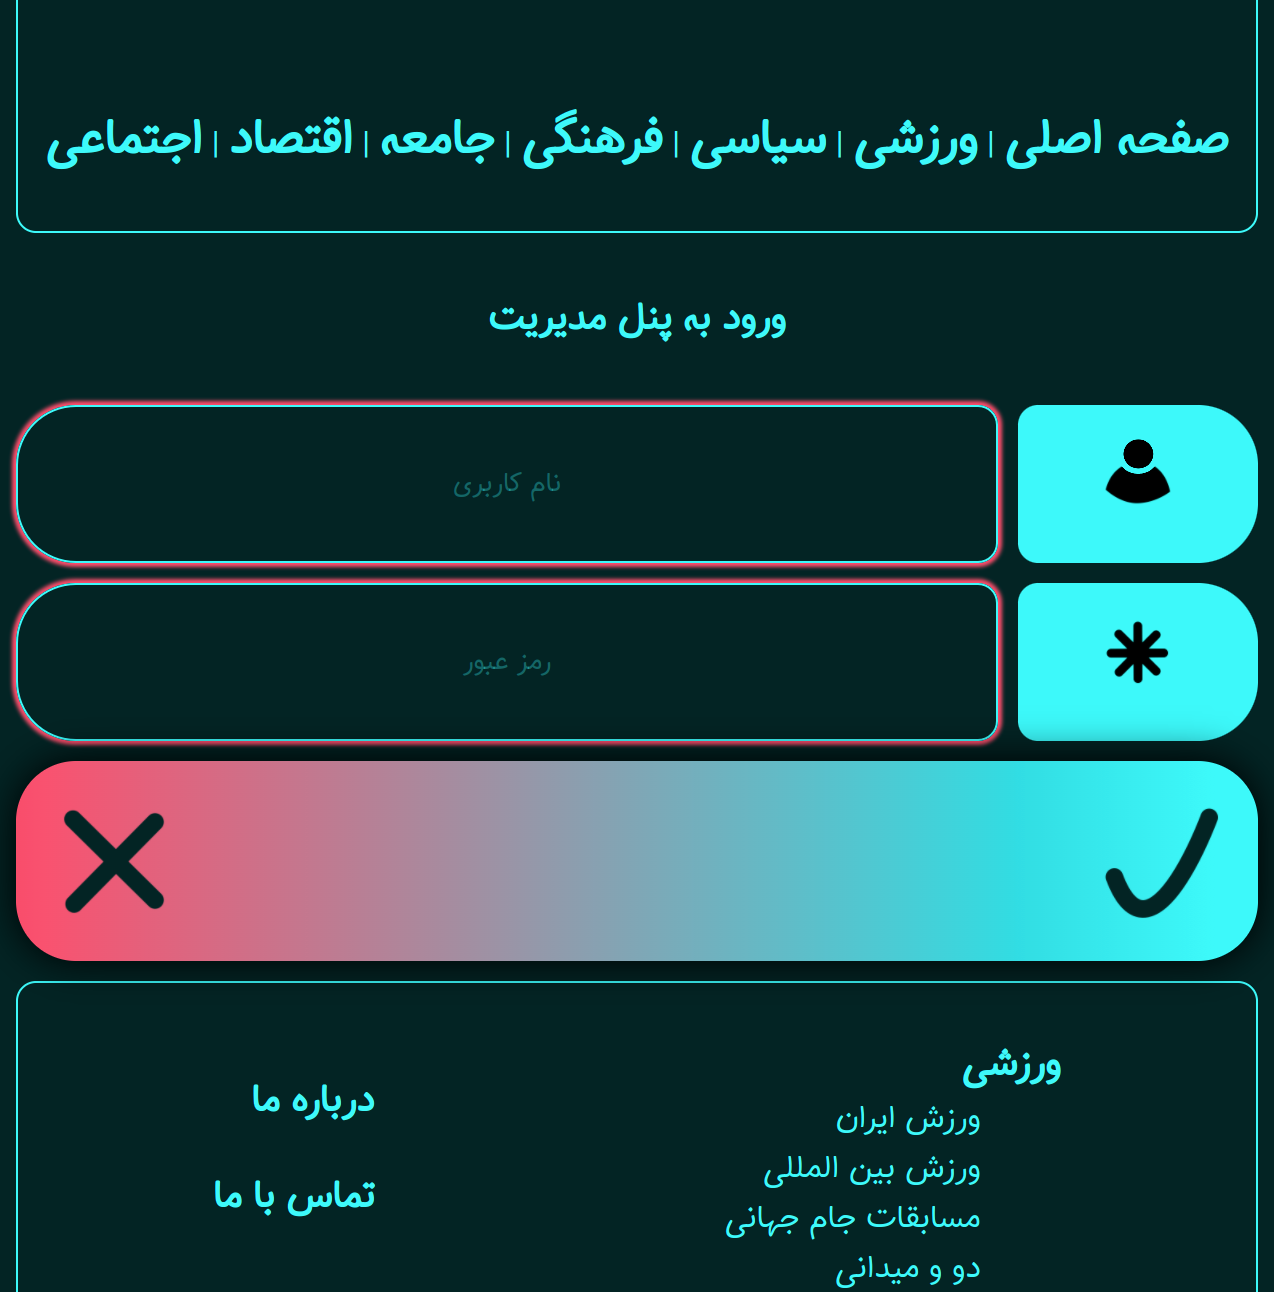 صفحه اصلی | ورزشی | سیاسی | فرهنگی | جامعه | اقتصاد | اجتماعی
ورود به پنل مدیریت
نام کاربری
رمز عبور
ورزشی
ورزش ایران
ورزش بین المللی
مسابقات جام جهانی
دو و میدانی
درباره ما
تماس با ما